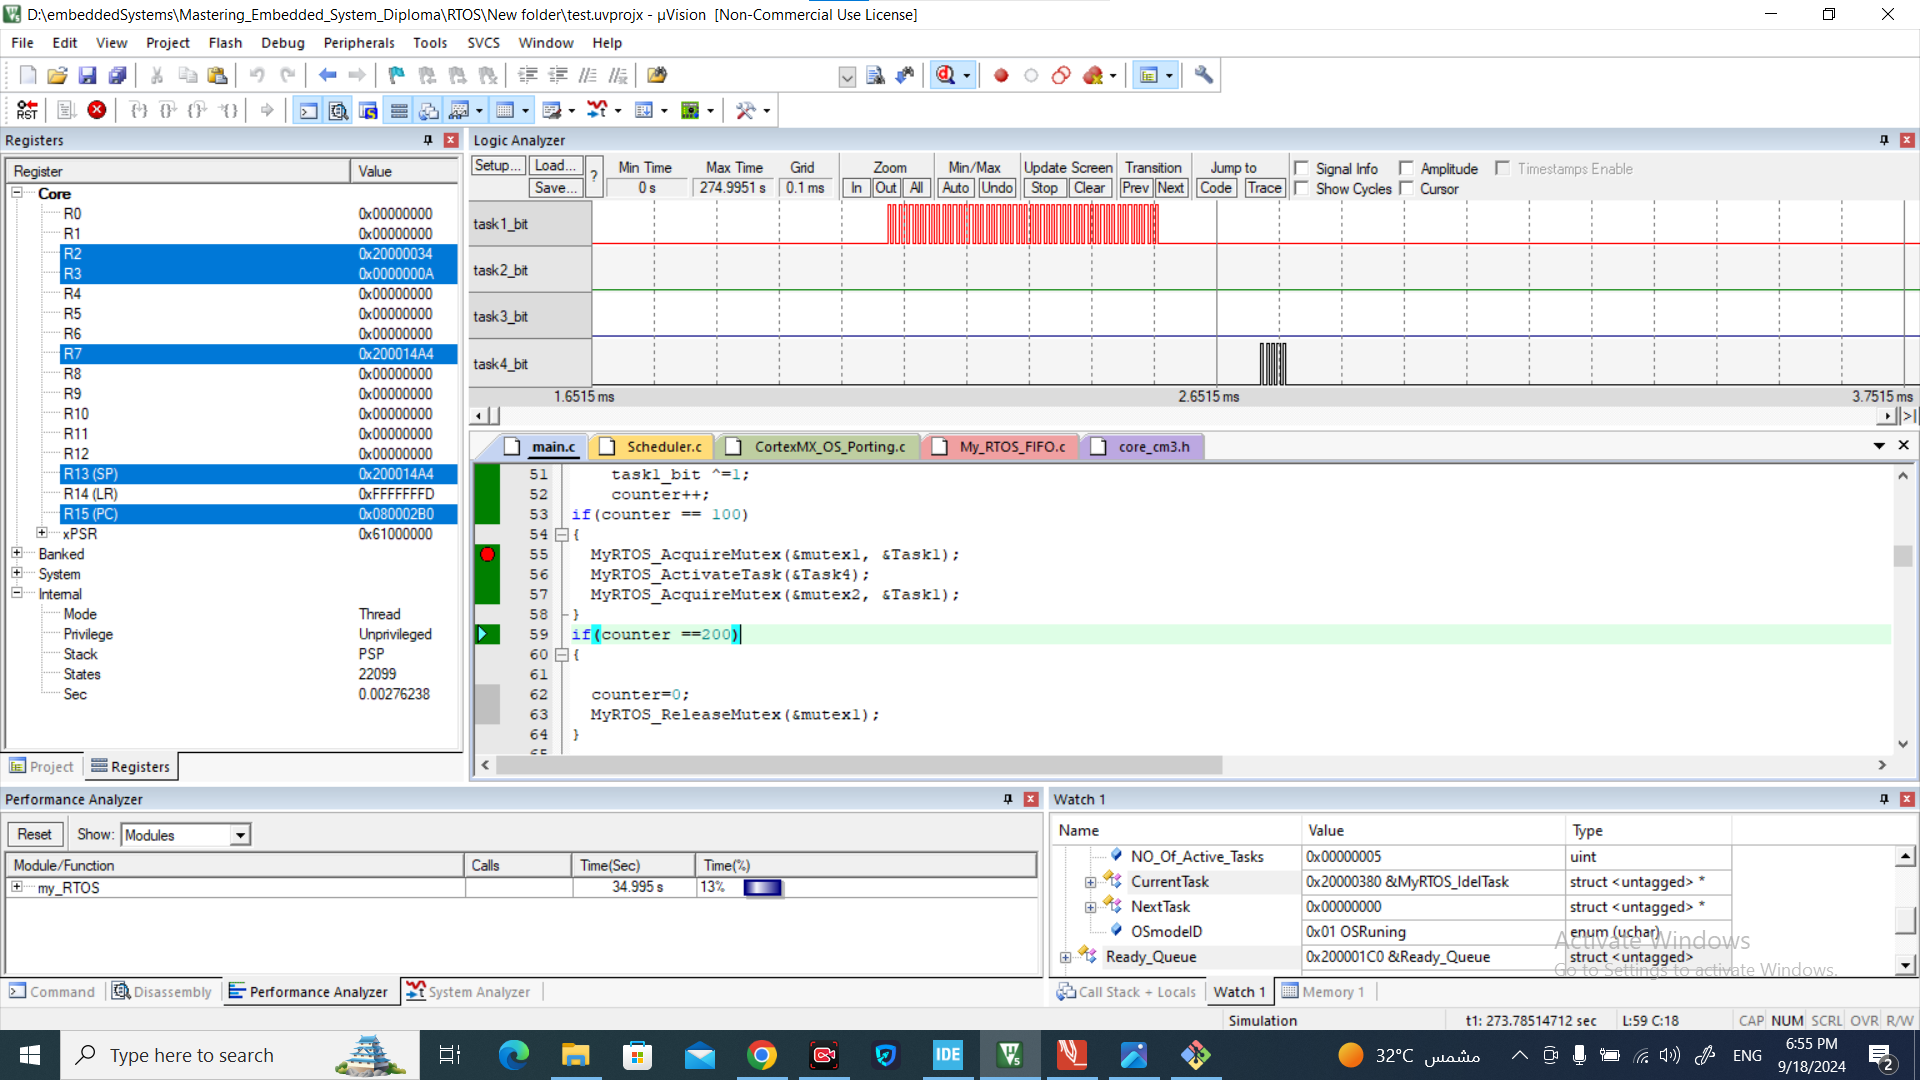 D:\embeddedSystems\Mastering_Embedded_System_Diploma\RTOS\New folder\test.uvprojx - µVision [Non-Commercial Use License]
File Edit View Project Flash Debug Peripherals Tools SVCS Window Help
RST
Registers
Register Value
Core
R0 0x00000000
R1 0x00000000
R2 0x20000034
R3 0x0000000A
R4 0x00000000
R5 0x00000000
R6 0x00000000
R7 0x200014A4
R8 0x00000000
R9 0x00000000
R10 0x00000000
R11 0x00000000
R12 0x00000000
R13 (SP) 0x200014A4
R14 (LR) 0xFFFFFFFD
R15 (PC) 0x080002B0
xPSR 0x61000000
Banked
System
Internal
Mode Thread
Privilege Unprivileged
Stack PSP
States 22099
Sec 0.00276238
Project Registers
Logic Analyzer
Setup... Load... Save... ?
Min Time Max Time Grid Zoom Min/Max Update Screen Transition Jump to
0 s 274.9951 s 0.1 ms In Out All Auto Undo Stop Clear Prev Next Code Trace
Signal Info Amplitude Timestamps Enable
Show Cycles Cursor
task1_bit
task2_bit
task3_bit
task4_bit
1.6515 ms 2.6515 ms 3.7515 ms
main.c Scheduler.c CortexMX_OS_Porting.c My_RTOS_FIFO.c core_cm3.h
51 task1_bit ^=1;
52 counter++;
53 if(counter == 100)
54 {
55 MyRTOS_AcquireMutex(&mutex1, &Task1);
56 MyRTOS_ActivateTask(&Task4);
57 MyRTOS_AcquireMutex(&mutex2, &Task1);
58 }
59 if(counter ==200)
60 {
61
62 counter=0;
63 MyRTOS_ReleaseMutex(&mutex1);
64 }
65
Performance Analyzer
Reset Show: Modules
Module/Function Calls Time(Sec) Time(%)
my_RTOS 34.995 s 13%
Command Disassembly Performance Analyzer System Analyzer
Watch 1
Name Value Type
NO_Of_Active_Tasks 0x00000005 uint
CurrentTask 0x20000380 &MyRTOS_IdelTask struct <untagged> *
NextTask 0x00000000 struct <untagged> *
OSmodeID 0x01 OSRuning enum (uchar)
Ready_Queue 0x200001C0 &Ready_Queue struct <untagged>
Activate Windows
Go to Settings to activate Windows.
Call Stack + Locals Watch 1 Memory 1
Simulation t1: 273.78514712 sec L:59 C:18 CAP NUM SCRL OVR R/W
Type here to search
IDE
32°C مشمس
ENG
6:55 PM
9/18/2024
2